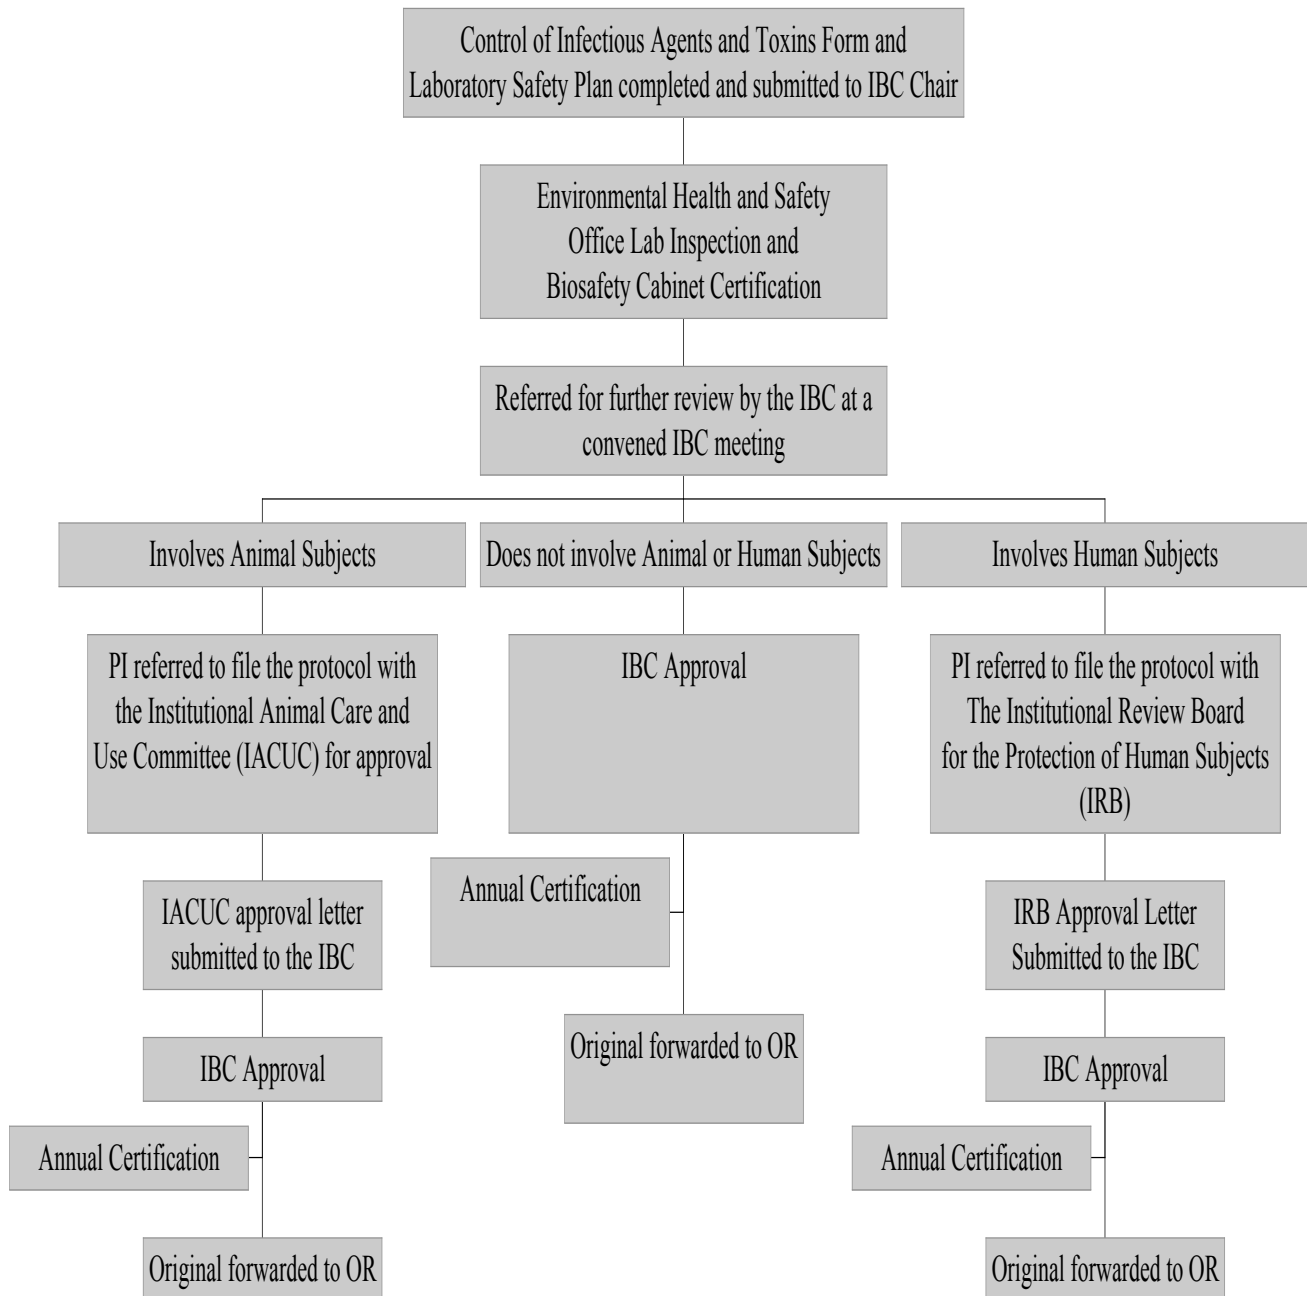 Control of Infectious Agents and Toxins Form and
Laboratory Safety Plan completed and submitted to IBC Chair
Environmental Health and Safety
Office Lab Inspection and
Biosafety Cabinet Certification
Referred for further review by the IBC at a
convened IBC meeting
Involves Animal Subjects
Does not involve Animal or Human Subjects
Involves Human Subjects
PI referred to file the protocol with
the Institutional Animal Care and
Use Committee (IACUC) for approval
IBC Approval
PI referred to file the protocol with
The Institutional Review Board
for the Protection of Human Subjects
(IRB)
IACUC approval letter
submitted to the IBC
Annual Certification
IRB Approval Letter
Submitted to the IBC
Original forwarded to OR
IBC Approval
IBC Approval
Annual Certification
Annual Certification
Original forwarded to OR
Original forwarded to OR